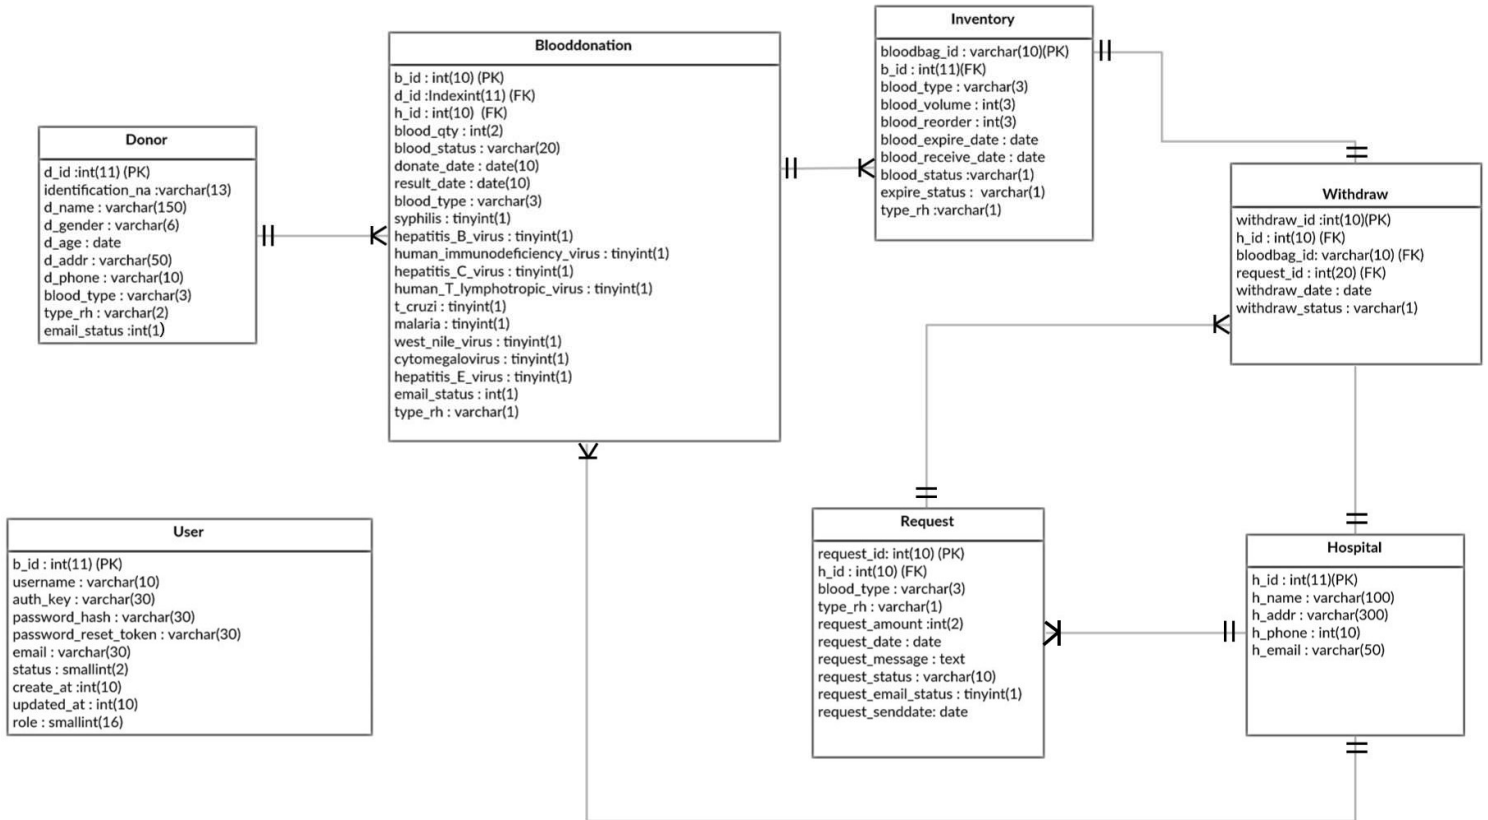 Donor
d_id :int(11) (PK)
identification_na :varchar(13)
d_name : varchar(150)
d_gender : varchar(6)
d_age : date
d_addr : varchar(50)
d_phone : varchar(10)
blood_type : varchar(3)
type_rh : varchar(2)
email_status :int(1)
Blooddonation
b_id : int(10) (PK)
d_id :Indexint(11) (FK)
h_id : int(10) (FK)
blood_qty : int(2)
blood_status : varchar(20)
donate_date : date(10)
result_date : date(10)
blood_type : varchar(3)
syphilis : tinyint(1)
hepatitis_B_virus : tinyint(1)
human_immunodeficiency_virus : tinyint(1)
hepatitis_C_virus : tinyint(1)
human_T_lymphotropic_virus : tinyint(1)
t_cruzi : tinyint(1)
malaria : tinyint(1)
west_nile_virus : tinyint(1)
cytomegalovirus : tinyint(1)
hepatitis_E_virus : tinyint(1)
email_status : int(1)
type_rh : varchar(1)
Inventory
bloodbag_id : varchar(10)(PK)
b_id : int(11)(FK)
blood_type : varchar(3)
blood_volume : int(3)
blood_reorder : int(3)
blood_expire_date : date
blood_receive_date : date
blood_status :varchar(1)
expire_status : varchar(1)
type_rh :varchar(1)
Withdraw
withdraw_id :int(10)(PK)
h_id : int(10) (FK)
bloodbag_id: varchar(10) (FK)
request_id : int(20) (FK)
withdraw_date : date
withdraw_status : varchar(1)
User
b_id : int(11) (PK)
username : varchar(10)
auth_key : varchar(30)
password_hash : varchar(30)
password_reset_token : varchar(30)
email : varchar(30)
status : smallint(2)
create_at :int(10)
updated_at : int(10)
role : smallint(16)
Request
request_id: int(10) (PK)
h_id : int(10) (FK)
blood_type : varchar(3)
type_rh : varchar(1)
request_amount :int(2)
request_date : date
request_message : text
request_status : varchar(10)
request_email_status : tinyint(1)
request_senddate: date
Hospital
h_id : int(11)(PK)
h_name : varchar(100)
h_addr : varchar(300)
h_phone : int(10)
h_email : varchar(50)